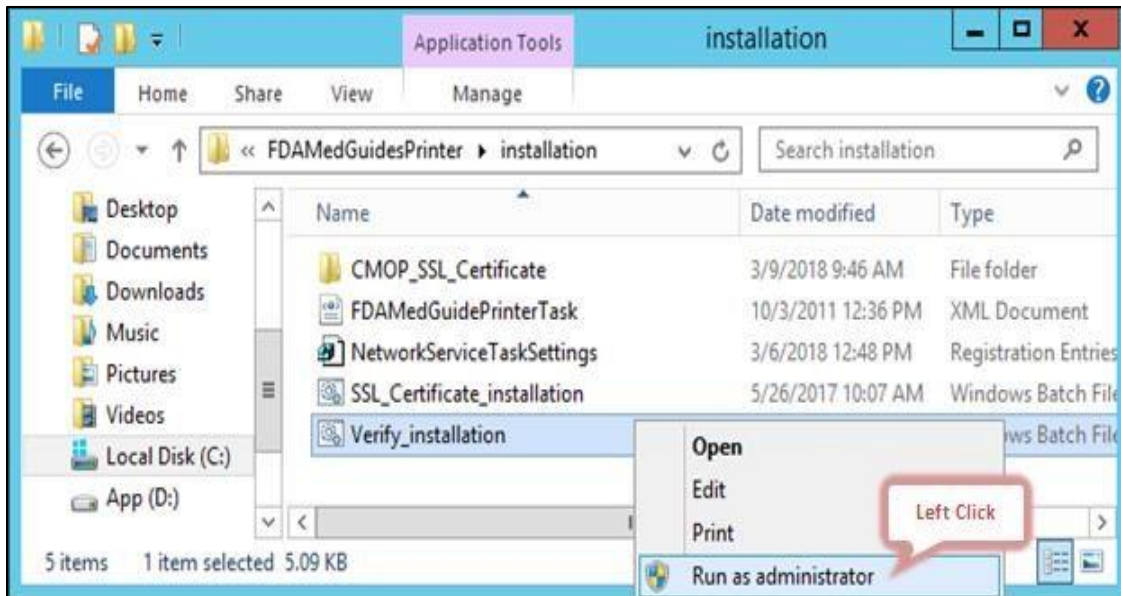 Application Tools installation
File Home Share View Manage
« FDAMedGuidesPrinter installation Search installation
Desktop
Documents
Downloads
Music
Pictures
Videos
Local Disk (C:)
App (D:)
Name Date modified Type
CMOP_SSL_Certificate 3/9/2018 9:46 AM File folder
FDAMedGuidePrinterTask 10/3/2011 12:36 PM XML Document
NetworkServiceTaskSettings 3/6/2018 12:48 PM Registration Entries
SSL_Certificate_installation 5/26/2017 10:07 AM Windows Batch File
Verify_installation ws Batch File
Open
Edit
Print
Run as administrator
Left Click
5 items 1 item selected 5.09 KB